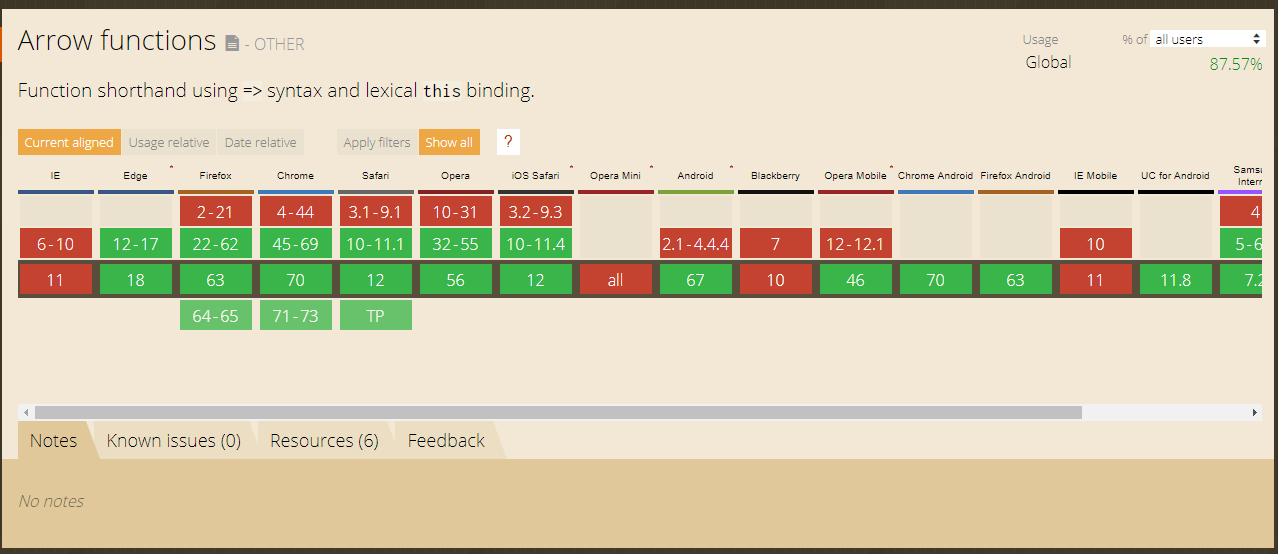 Arrow functions - OTHER
Usage % of all users
Global 87.57%
Function shorthand using => syntax and lexical this binding.
Current aligned Usage relative Date relative Apply filters Show all ?
IE Edge * Firefox Chrome Safari Opera iOS Safari * Opera Mini * Android Blackberry Opera Mobile * Chrome Android Firefox Android IE Mobile UC for Android
2-21 4-44 3.1-9.1 10-31 3.2-9.3 4
6-10 12-17 22-62 45-69 10-11.1 32-55 10-11.4 2.1-4.4.4 7 12-12.1 10 5-6
11 18 63 70 12 56 12 all 67 10 46 70 63 11 11.8 7.2
64-65 71-73 TP
Notes Known issues (0) Resources (6) Feedback
No notes